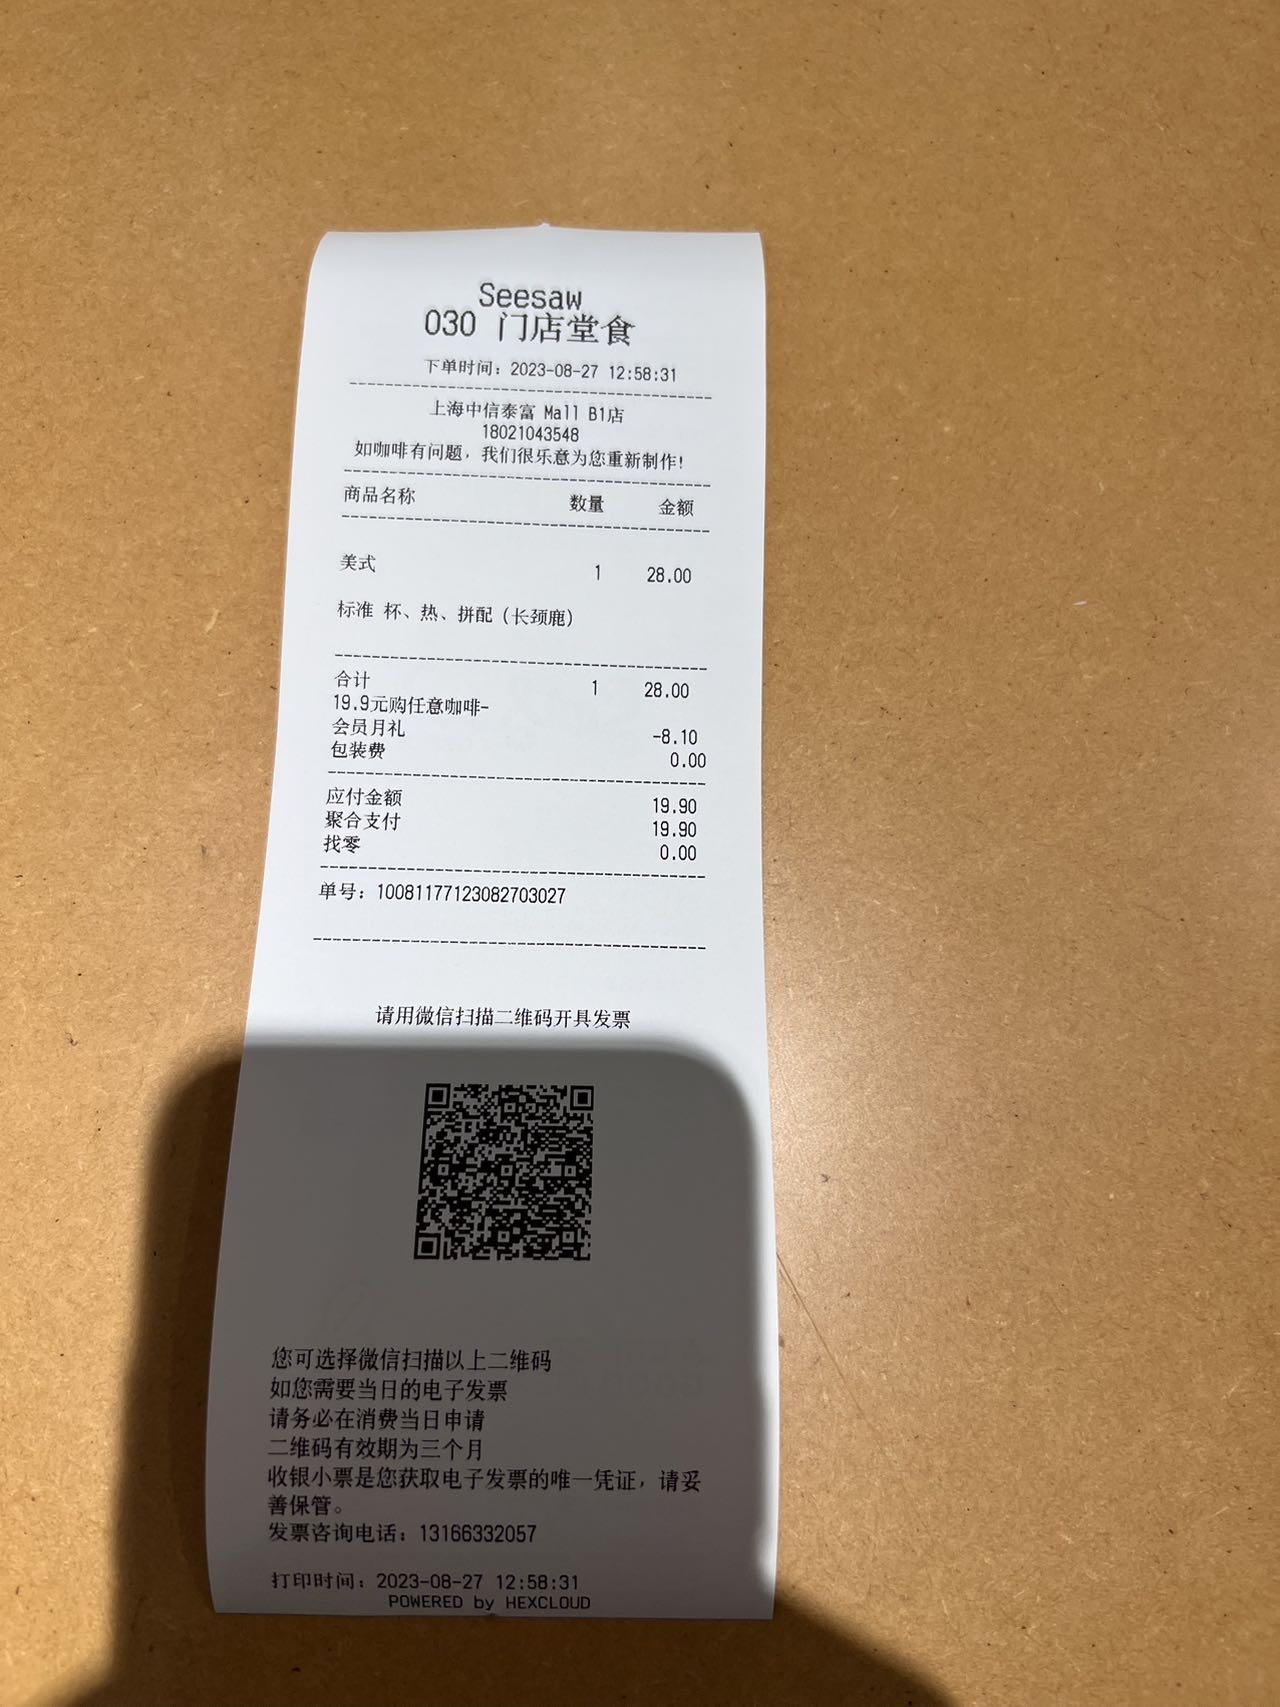 Seesaw
030 门店堂食
下单时间：2023-08-27 12:58:31
上海中信泰富 Mall B1店
18021043548
如咖啡有问题，我们很乐意为您重新制作！
商品名称 数量 金额
美式 1 28.00
标准 杯、热、拼配（长颈鹿）
合计 1 28.00
19.9元购任意咖啡-
会员月礼 -8.10
包装费 0.00
应付金额 19.90
聚合支付 19.90
找零 0.00
单号：10081177123082703027
请用微信扫描二维码开具发票
您可选择微信扫描以上二维码
如您需要当日的电子发票
请务必在消费当日申请
二维码有效期为三个月
收银小票是您获取电子发票的唯一凭证，请妥
善保管。
发票咨询电话：13166332057
打印时间：2023-08-27 12:58:31
POWERED by HEXCLOUD